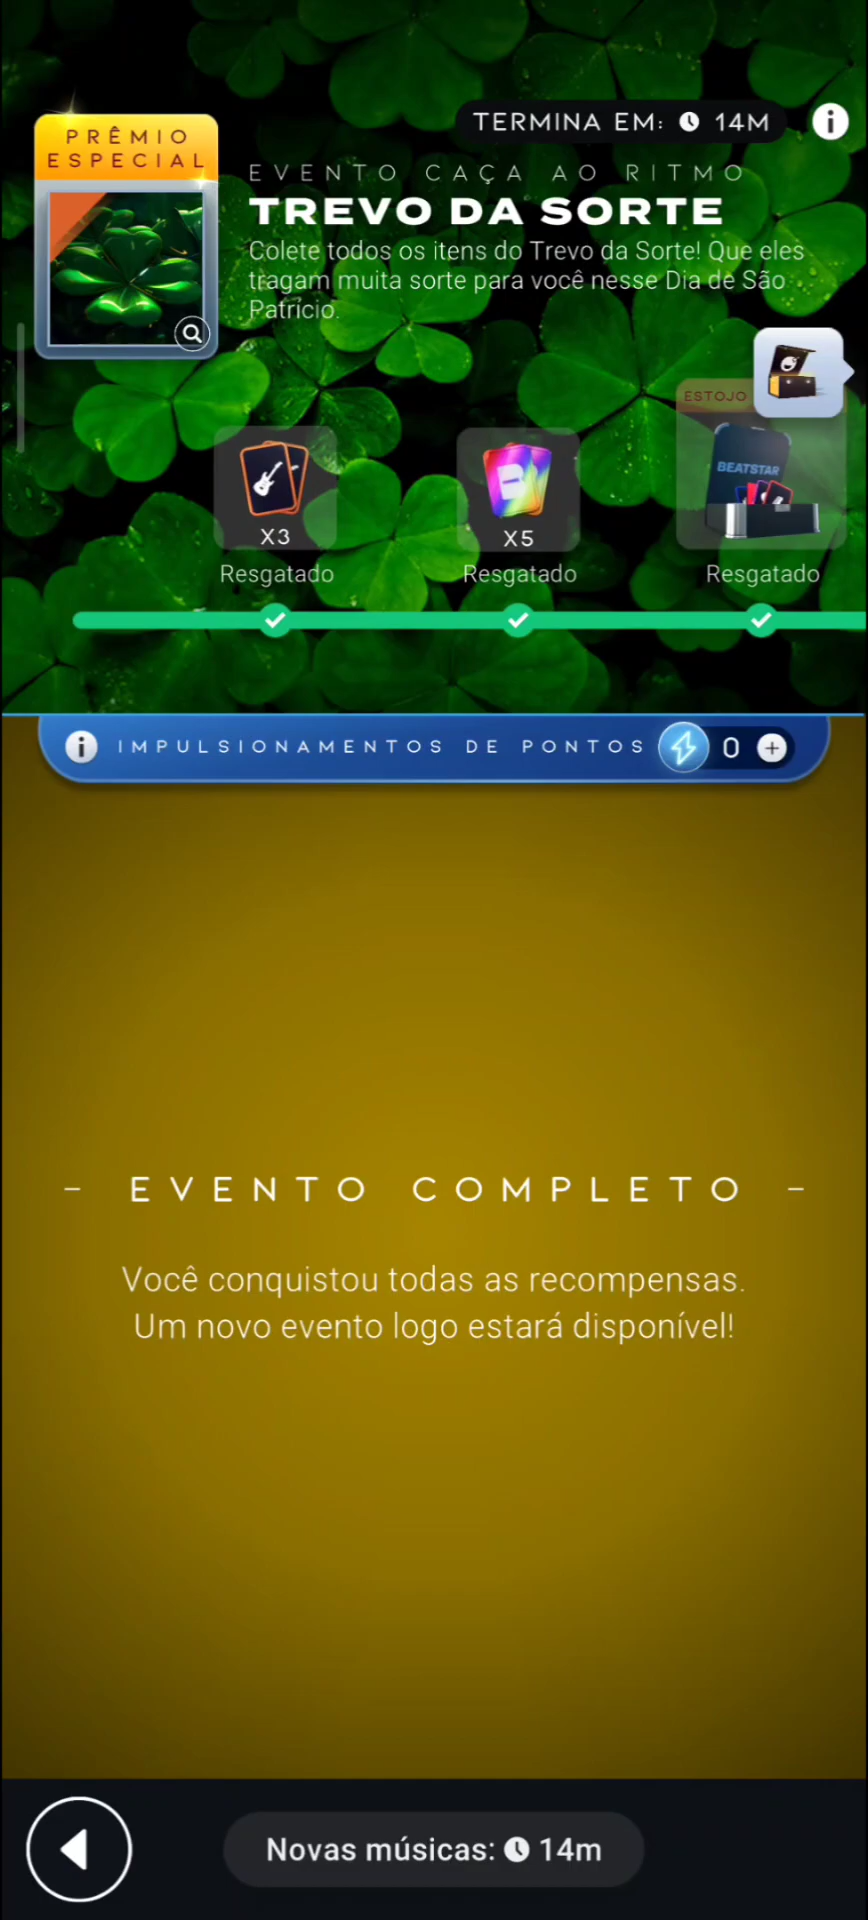 PRÊMIO
ESPECIAL
TERMINA EM: 14M
EVENTO CAÇA AO RITMO
TREVO DA SORTE
Colete todos os itens do Trevo da Sorte! Que eles
tragam muita sorte para você nesse Dia de São
Patrício.
ESTOJO
BEATSTAR
X3
X5
Resgatado
Resgatado
Resgatado
IMPULSIONAMENTOS DE PONTOS 0
- EVENTO COMPLETO -
Você conquistou todas as recompensas.
Um novo evento logo estará disponível!
Novas músicas: 14m